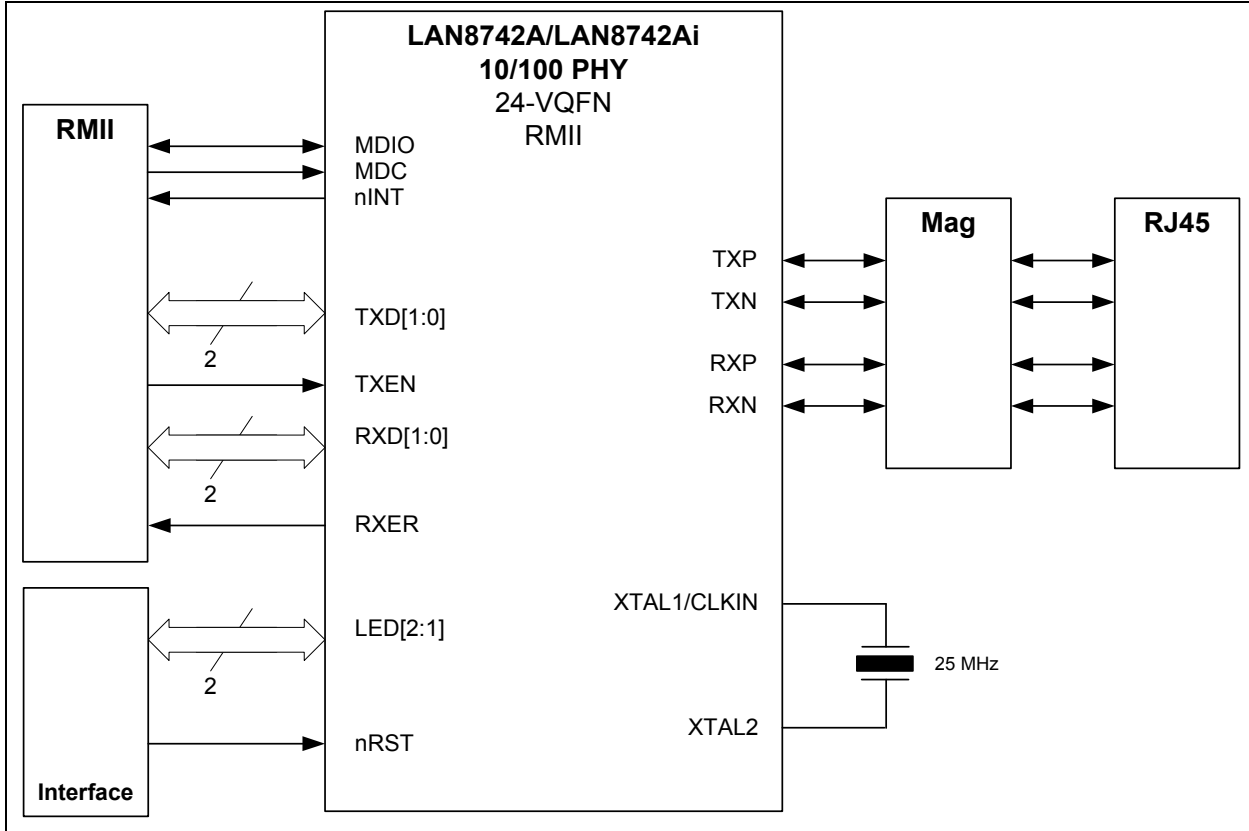 LAN8742A/LAN8742Ai
10/100 PHY
24-VQFN
RMII
RMII
MDIO
MDC
nINT
TXD[1:0]
2
TXEN
RXD[1:0]
2
RXER
LED[2:1]
2
nRST
Interface
TXP
TXN
RXP
RXN
Mag
RJ45
XTAL1/CLKIN
25 MHz
XTAL2